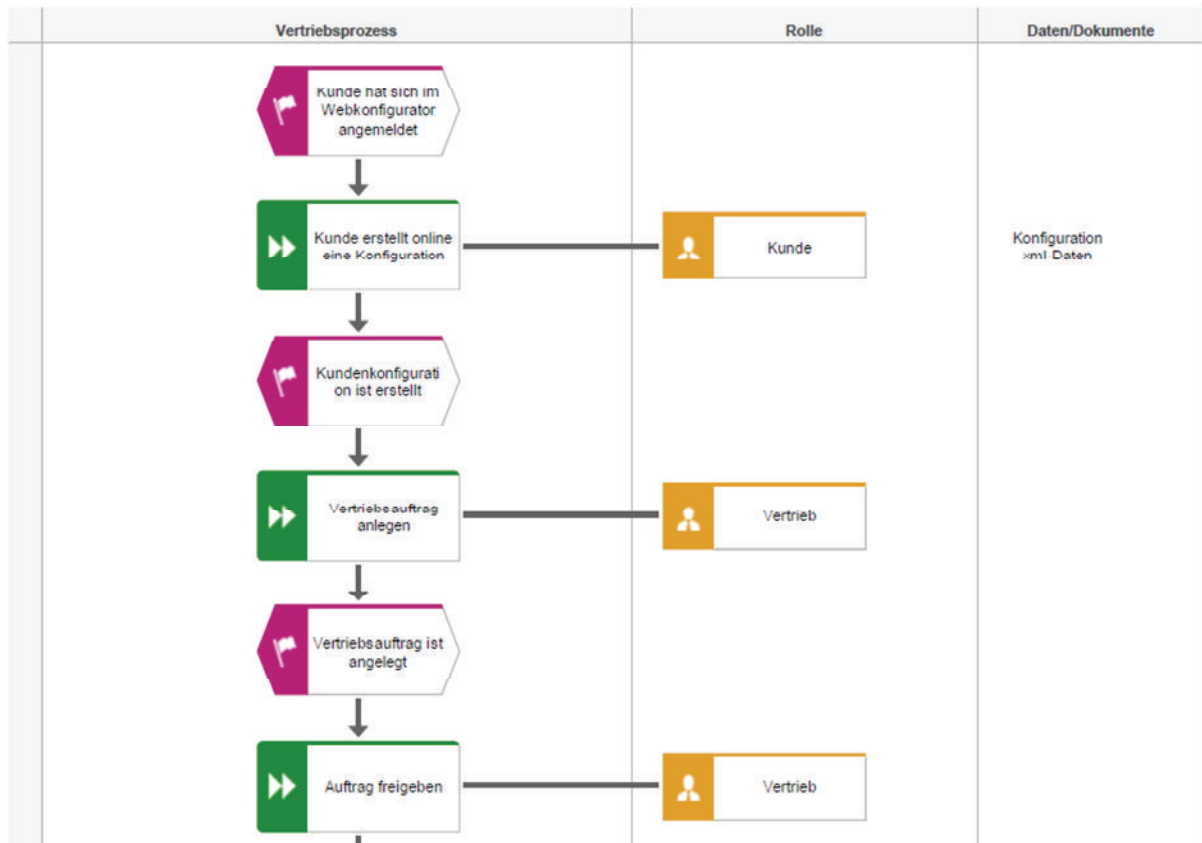 Vertriebsprozess
Rolle
Daten/Dokumente
Kunde hat sich im
Webkonfigurator
angemeldet
Kunde erstellt online
eine Konfiguration
Kunde
Konfiguration
xml-Daten
Kundenkonfigurati
on ist erstellt
Vertriebsauftrag
anlegen
Vertrieb
Vertriebsauftrag ist
angelegt
Auftrag freigeben
Vertrieb